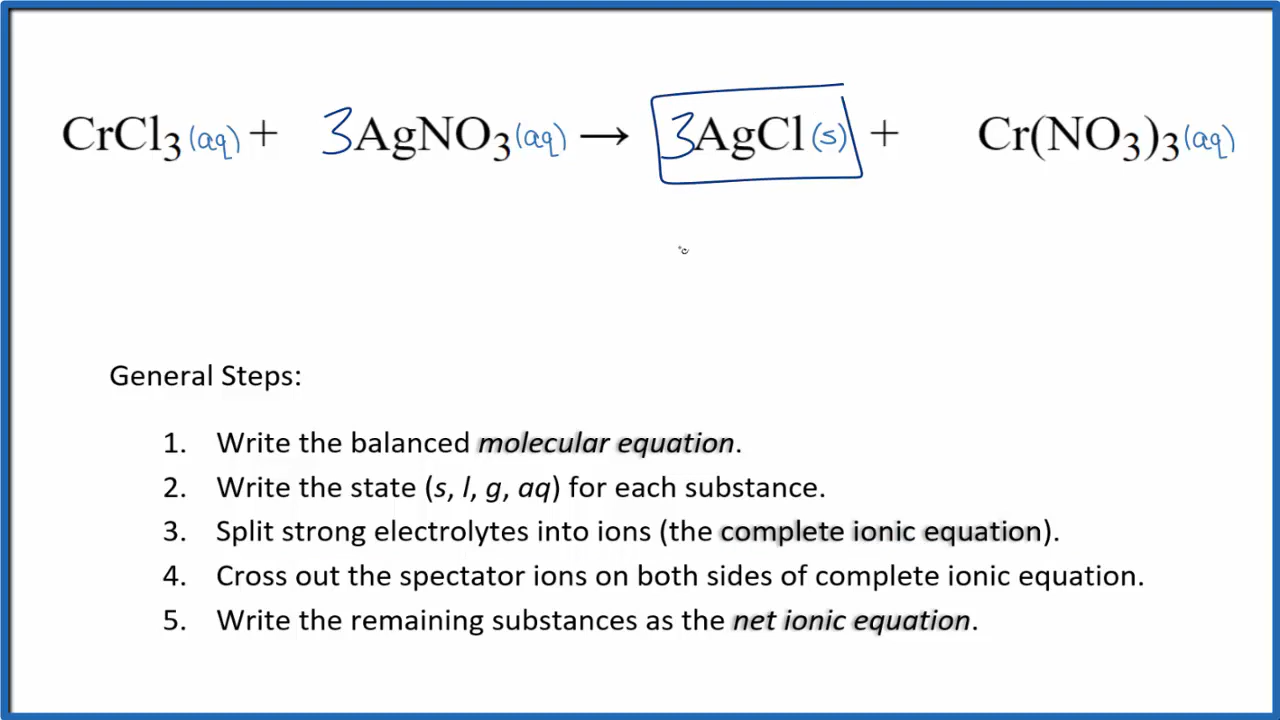 CrCl₃(aq) + 3AgNO₃(aq) → 3AgCl(s) + Cr(NO₃)₃(aq)
General Steps:
1. Write the balanced molecular equation.
2. Write the state (s, l, g, aq) for each substance.
3. Split strong electrolytes into ions (the complete ionic equation).
4. Cross out the spectator ions on both sides of complete ionic equation.
5. Write the remaining substances as the net ionic equation.